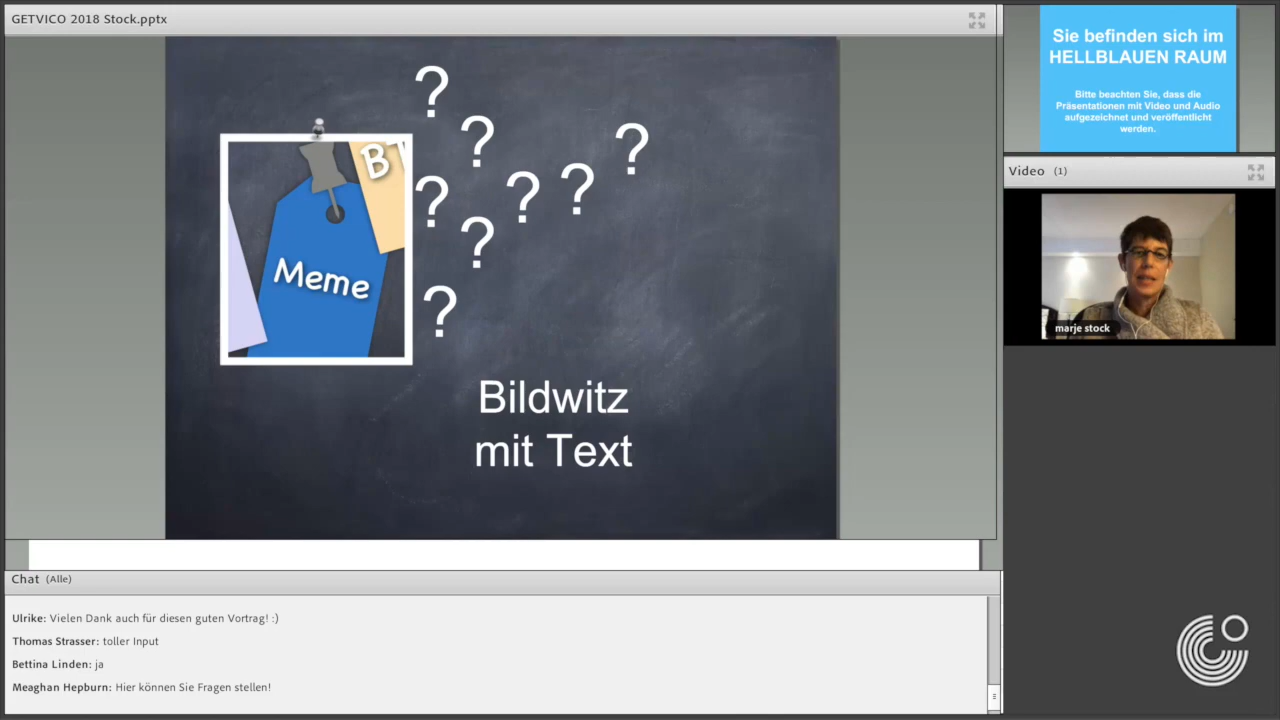 GETVICO 2018 Stock.pptx
?
?
?
?
?
?
?
?
BT
Meme
Bildwitz
mit Text
Sie befinden sich im
HELLBLAUEN RAUM
Bitte beachten Sie, dass die
Präsentationen mit Video und Audio
aufgezeichnet und veröffentlicht
werden.
Video (1)
marje stock
Chat (Alle)
Ulrike: Vielen Dank auch für diesen guten Vortrag! :)
Thomas Strasser: toller Input
Bettina Linden: ja
Meaghan Hepburn: Hier können Sie Fragen stellen!